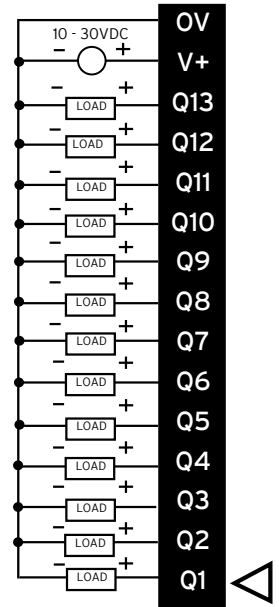 0V
10 - 30VDC
- + V+
- LOAD + Q13
- LOAD + Q12
- LOAD + Q11
- LOAD + Q10
- LOAD + Q9
- LOAD + Q8
- LOAD + Q7
- LOAD + Q6
- LOAD + Q5
- LOAD + Q4
- LOAD + Q3
- LOAD + Q2
- LOAD + Q1